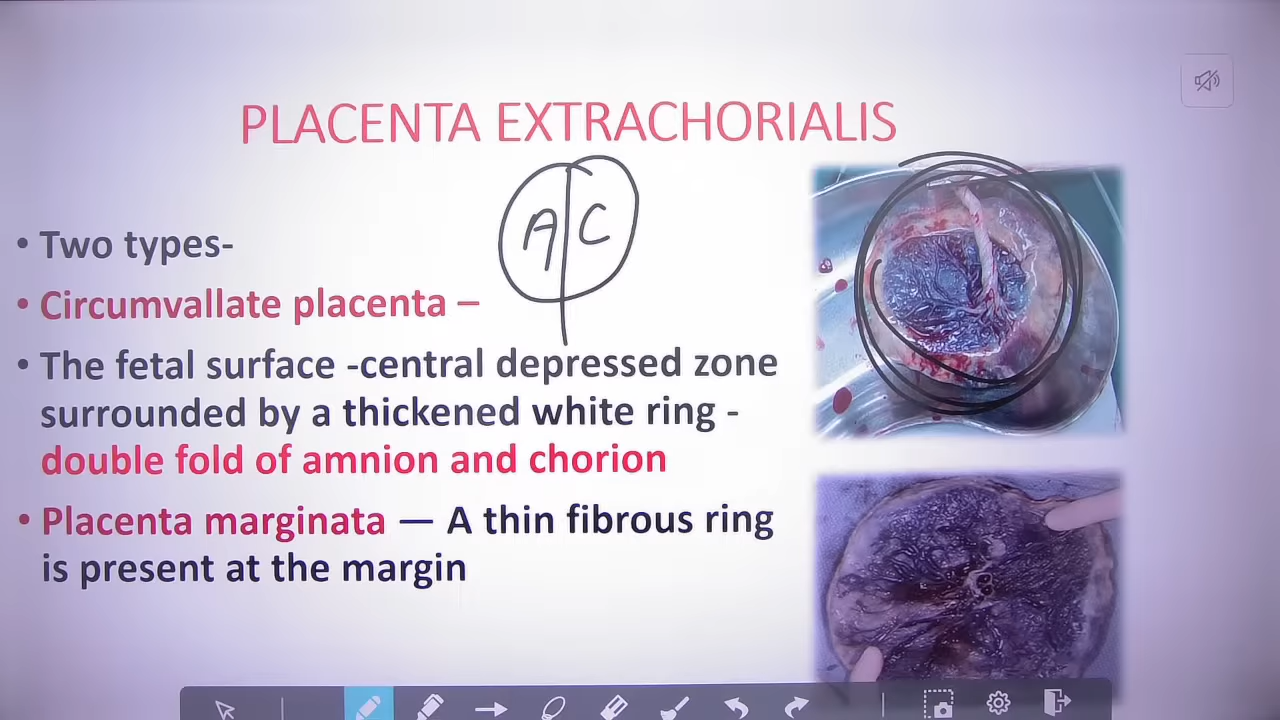 PLACENTA EXTRACHORIALIS
A C
• Two types-
• Circumvallate placenta –
• The fetal surface -central depressed zone
surrounded by a thickened white ring -
double fold of amnion and chorion
• Placenta marginata — A thin fibrous ring
is present at the margin